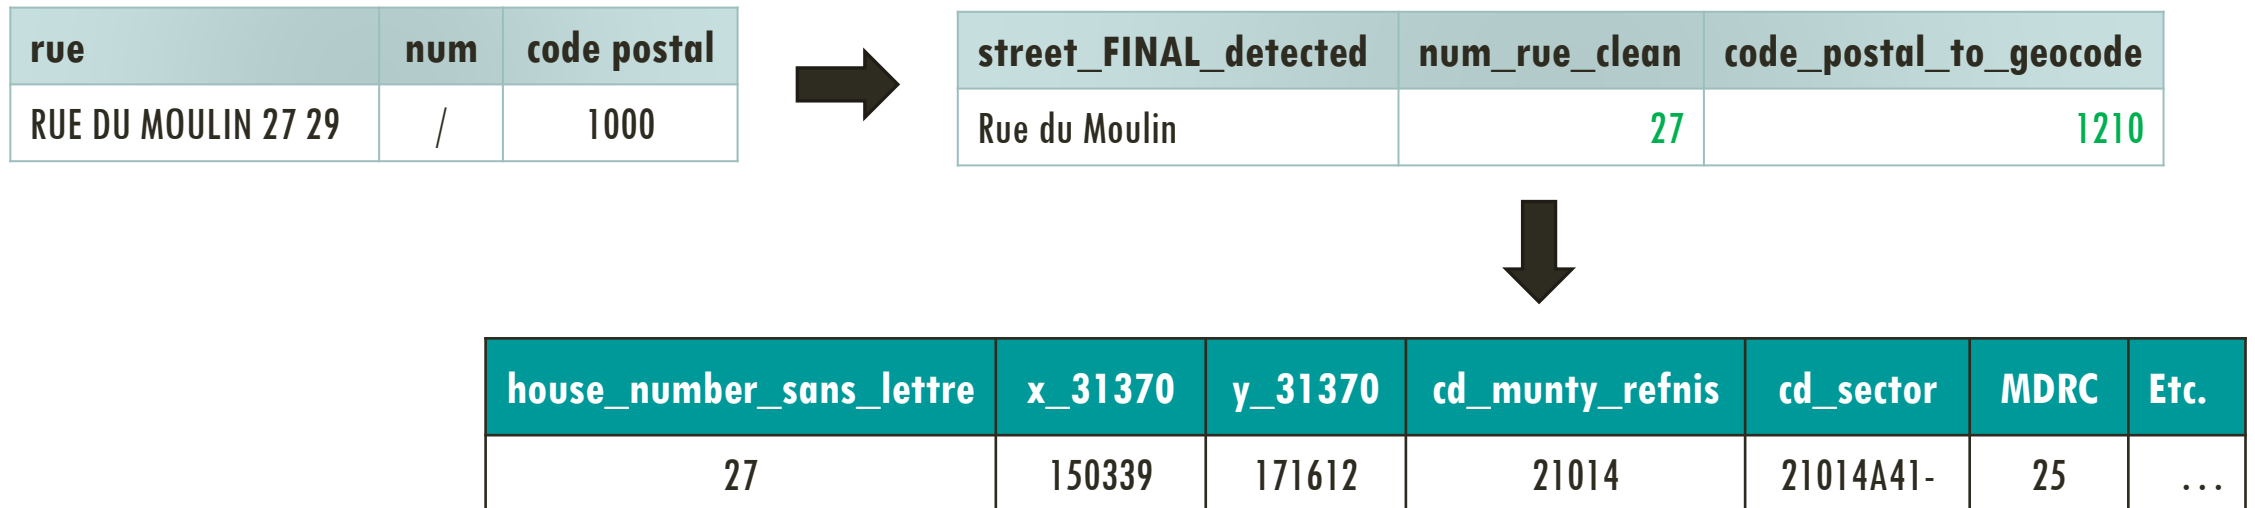 rue num code postal
RUE DU MOULIN 27 29 / 1000
street_FINAL_detected num_rue_clean code_postal_to_geocode
Rue du Moulin 27 1210
house_number_sans_lettre x_31370 y_31370 cd_munty_refnis cd_sector MDRC Etc.
27 150339 171612 21014 21014A41- 25 ...